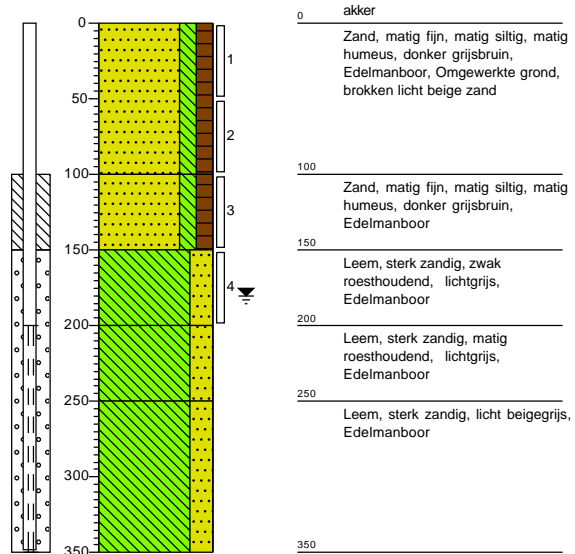 0
50
100
150
200
250
300
350
1
2
3
4
0
akker
Zand, matig fijn, matig siltig, matig
humeus, donker grijsbruin,
Edelmanboor, Omgewerkte grond,
brokken licht beige zand
100
Zand, matig fijn, matig siltig, matig
humeus, donker grijsbruin,
Edelmanboor
150
Leem, sterk zandig, zwak
roesthoudend, lichtgrijs,
Edelmanboor
200
Leem, sterk zandig, matig
roesthoudend, lichtgrijs,
Edelmanboor
250
Leem, sterk zandig, licht beigegrijs,
Edelmanboor
350